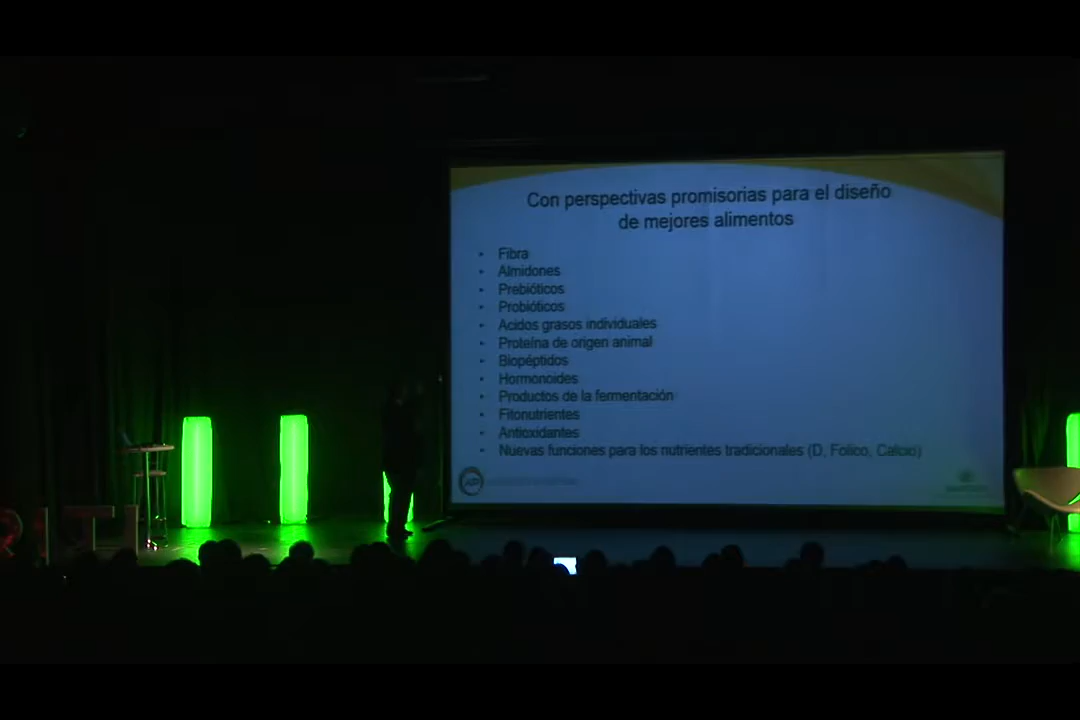 Con perspectivas promisorias para el diseño
de mejores alimentos
• Fibra
• Almidones
• Prebióticos
• Probióticos
• Acidos grasos individuales
• Proteína de origen animal
• Biopéptidos
• Hormonoides
• Productos de la fermentación
• Fitonutrientes
• Antioxidantes
• Nuevas funciones para los nutrientes tradicionales (D, Folico, Calcio)